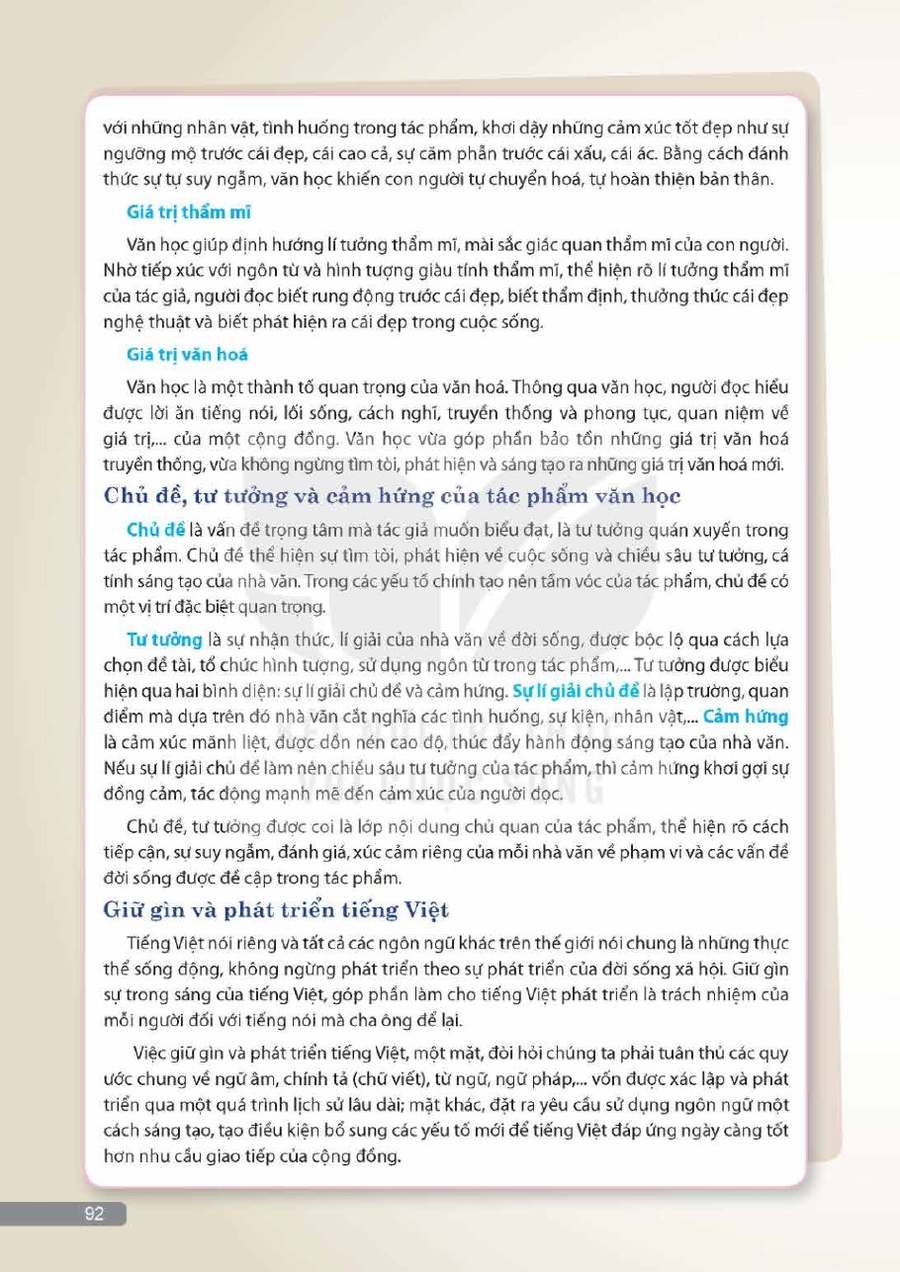 với những nhân vật, tình huống trong tác phẩm, khơi dậy những cảm xúc tốt đẹp như sự
ngưỡng mộ trước cái đẹp, cái cao cả, sự căm phẫn trước cái xấu, cái ác. Bằng cách đánh
thức sự tự suy ngẫm, văn học khiến con người tự chuyển hoá, tự hoàn thiện bản thân.
Giá trị thẩm mĩ
Văn học giúp định hướng lí tưởng thẩm mĩ, mài sắc giác quan thẩm mĩ của con người.
Nhờ tiếp xúc với ngôn từ và hình tượng giàu tính thẩm mĩ, thể hiện rõ lí tưởng thẩm mĩ
của tác giả, người đọc biết rung động trước cái đẹp, biết thẩm định, thưởng thức cái đẹp
nghệ thuật và biết phát hiện ra cái đẹp trong cuộc sống.
Giá trị văn hoá
Văn học là một thành tố quan trọng của văn hoá. Thông qua văn học, người đọc hiểu
được lời ăn tiếng nói, lối sống, cách nghĩ, truyền thống và phong tục, quan niệm về
giá trị,... của một cộng đồng. Văn học vừa góp phần bảo tồn những giá trị văn hoá
truyền thống, vừa không ngừng tìm tòi, phát hiện và sáng tạo ra những giá trị văn hoá mới.
Chủ đề, tư tưởng và cảm hứng của tác phẩm văn học
Chủ đề là vấn đề trọng tâm mà tác giả muốn biểu đạt, là tư tưởng quán xuyến trong
tác phẩm. Chủ đề thể hiện sự tìm tòi, phát hiện về cuộc sống và chiều sâu tư tưởng, cá
tính sáng tạo của nhà văn. Trong các yếu tố chính tạo nên tầm vóc của tác phẩm, chủ đề có
một vị trí đặc biệt quan trọng.
Tư tưởng là sự nhận thức, lí giải của nhà văn về đời sống, được bộc lộ qua cách lựa
chọn đề tài, tổ chức hình tượng, sử dụng ngôn từ trong tác phẩm,... Tư tưởng được biểu
hiện qua hai bình diện: sự lí giải chủ đề và cảm hứng. Sự lí giải chủ đề là lập trường, quan
điểm mà dựa trên đó nhà văn cắt nghĩa các tình huống, sự kiện, nhân vật,... Cảm hứng
là cảm xúc mãnh liệt, được dồn nén cao độ, thúc đẩy hành động sáng tạo của nhà văn.
Nếu sự lí giải chủ đề làm nên chiều sâu tư tưởng của tác phẩm, thì cảm hứng khơi gợi sự
đồng cảm, tác động mạnh mẽ đến cảm xúc của người đọc.
Chủ đề, tư tưởng được coi là lớp nội dung chủ quan của tác phẩm, thể hiện rõ cách
tiếp cận, sự suy ngẫm, đánh giá, xúc cảm riêng của mỗi nhà văn về phạm vi và các vấn đề
đời sống được đề cập trong tác phẩm.
Giữ gìn và phát triển tiếng Việt
Tiếng Việt nói riêng và tất cả các ngôn ngữ khác trên thế giới nói chung là những thực
thể sống động, không ngừng phát triển theo sự phát triển của đời sống xã hội. Giữ gìn
sự trong sáng của tiếng Việt, góp phần làm cho tiếng Việt phát triển là trách nhiệm của
mỗi người đối với tiếng nói mà cha ông để lại.
Việc giữ gìn và phát triển tiếng Việt, một mặt, đòi hỏi chúng ta phải tuân thủ các quy
ước chung về ngữ âm, chính tả (chữ viết), từ ngữ, ngữ pháp,... vốn được xác lập và phát
triển qua một quá trình lịch sử lâu dài; mặt khác, đặt ra yêu cầu sử dụng ngôn ngữ một
cách sáng tạo, tạo điều kiện bổ sung các yếu tố mới để tiếng Việt đáp ứng ngày càng tốt
hơn nhu cầu giao tiếp của cộng đồng.
92
KẾT NỐI TRI THỨC
VỚI CUỘC SỐNG